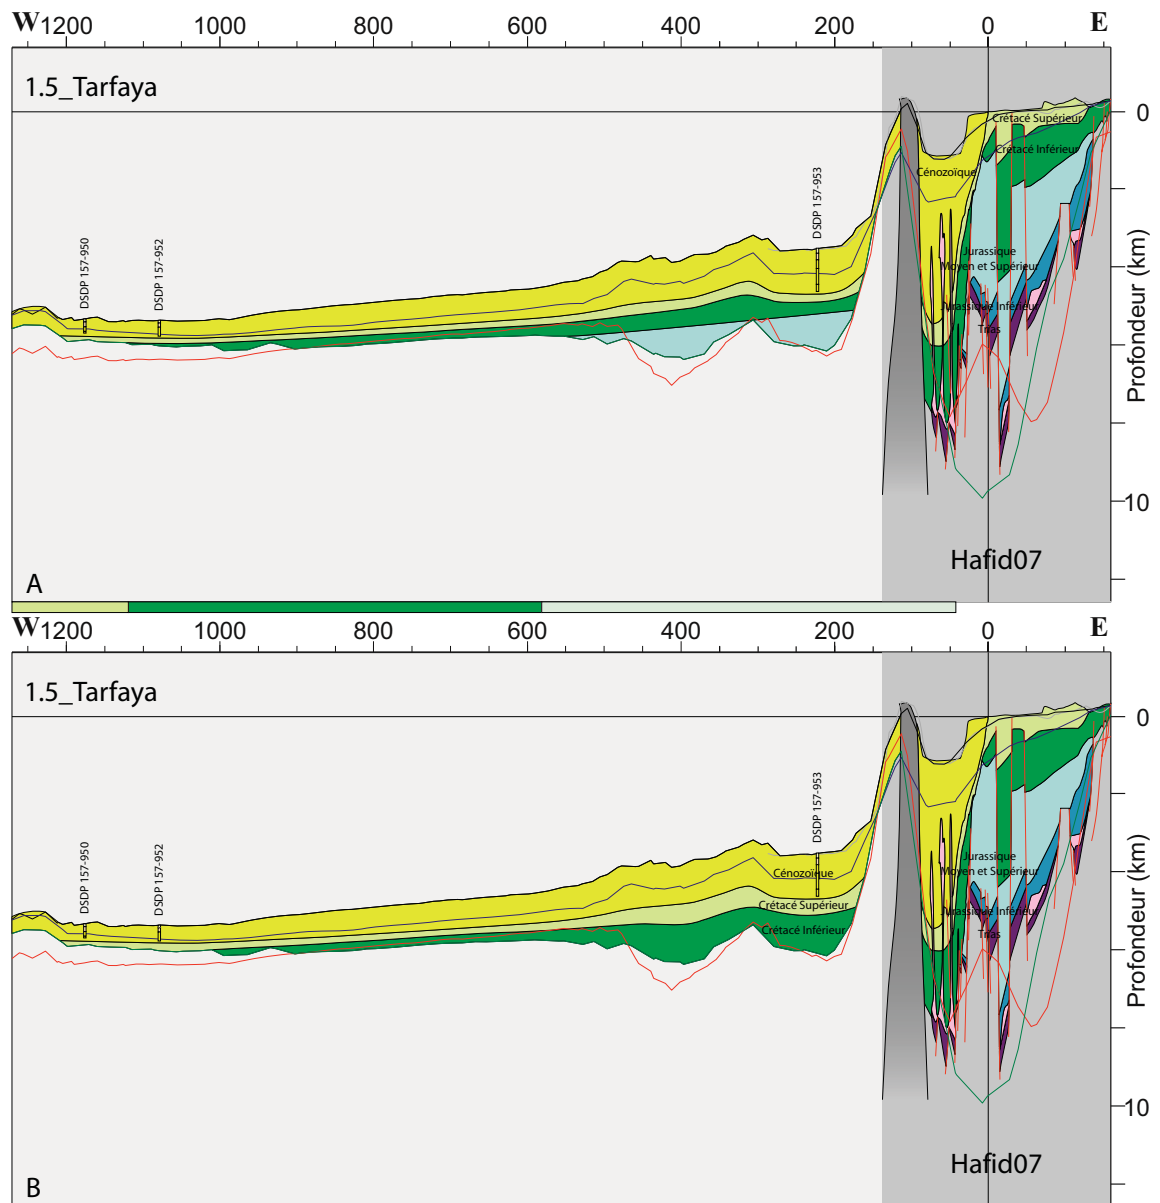 W 1200 1000 800 600 400 200 0 E
1.5_Tarfaya
0
Crétacé Supérieur
Crétacé Inférieur
Cénozoïque
DSDP 157-953
DSDP 157-950
DSDP 157-952
Jurassique
Moyen et Supérieur
Jurassique Inférieur
Trias
Profondeur (km)
10
Hafid07
A
W 1200 1000 800 600 400 200 0 E
1.5_Tarfaya
0
DSDP 157-953
DSDP 157-950
DSDP 157-952
Cénozoïque
Crétacé Supérieur
Crétacé Inférieur
Jurassique
Moyen et Supérieur
Jurassique Inférieur
Trias
Profondeur (km)
10
Hafid07
B